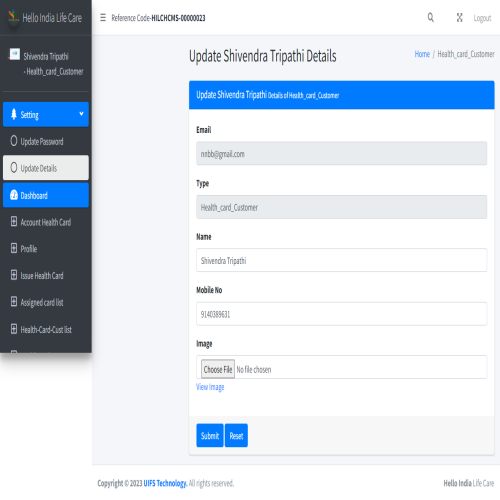 Hello India Life Care
Reference Code-HILCHCMS-00000023
Logout
Shivendra Tripathi
- Health_card_Customer
Setting
Update Password
Update Details
Dashboard
Account Health Card
Profile
Issue Health Card
Assigned card list
Health-Card-Cust list
Update Shivendra Tripathi Details
Home / Health_card_Customer
Update Shivendra Tripathi Details of Health_card_Customer
Email
nnbb@gmail.com
Type
Health_card_Customer
Name
Shivendra Tripathi
Mobile No
9140389631
Image
Choose File No file chosen
View Image
Submit Reset
Copyright © 2023 UIFS Technology. All rights reserved.
Hello India Life Care